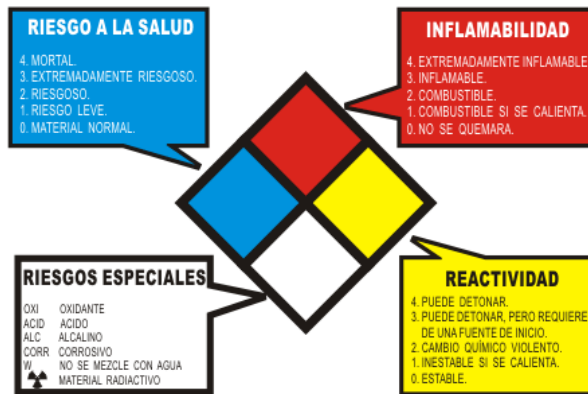 RIESGO A LA SALUD
4. MORTAL.
3. EXTREMADAMENTE RIESGOSO.
2. RIESGOSO.
1. RIESGO LEVE.
0. MATERIAL NORMAL.
INFLAMABILIDAD
4. EXTREMADAMENTE INFLAMABLE
3. INFLAMABLE.
2. COMBUSTIBLE.
1. COMBUSTIBLE SI SE CALIENTA.
0. NO SE QUEMARA.
RIESGOS ESPECIALES
OXI OXIDANTE
ACID ACIDO
ALC ALCALINO
CORR CORROSIVO
W NO SE MEZCLE CON AGUA
MATERIAL RADIACTIVO
REACTIVIDAD
4. PUEDE DETONAR.
3. PUEDE DETONAR, PERO REQUIERE
DE UNA FUENTE DE INICIO.
2. CAMBIO QUÍMICO VIOLENTO.
1. INESTABLE SI SE CALIENTA.
0. ESTABLE.